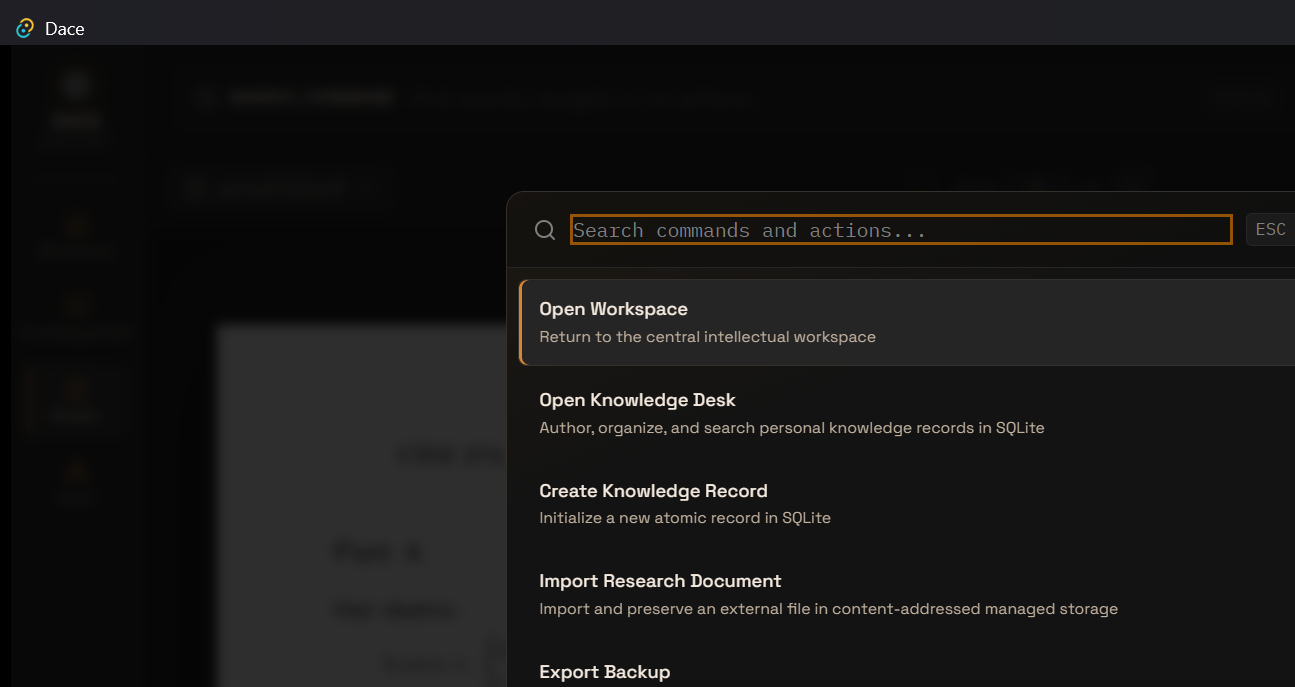 Dace
Search commands and actions...
ESC
Open Workspace
Return to the central intellectual workspace
Open Knowledge Desk
Author, organize, and search personal knowledge records in SQLite
Create Knowledge Record
Initialize a new atomic record in SQLite
Import Research Document
Import and preserve an external file in content-addressed managed storage
Export Backup